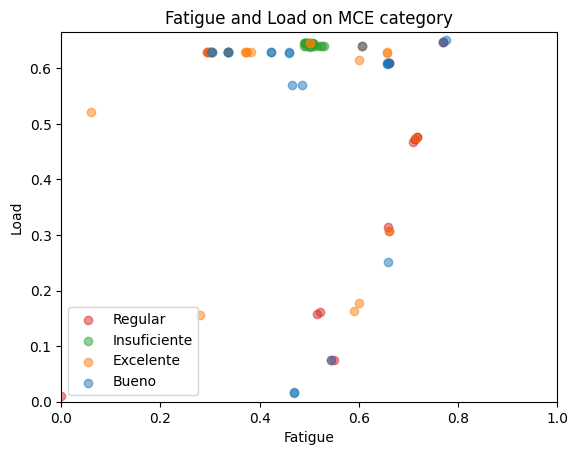 Fatigue and Load on MCE category
Load
0.6
0.5
0.4
0.3
0.2
0.1
0.0
Regular
Insuficiente
Excelente
Bueno
0.0 0.2 0.4 0.6 0.8 1.0
Fatigue